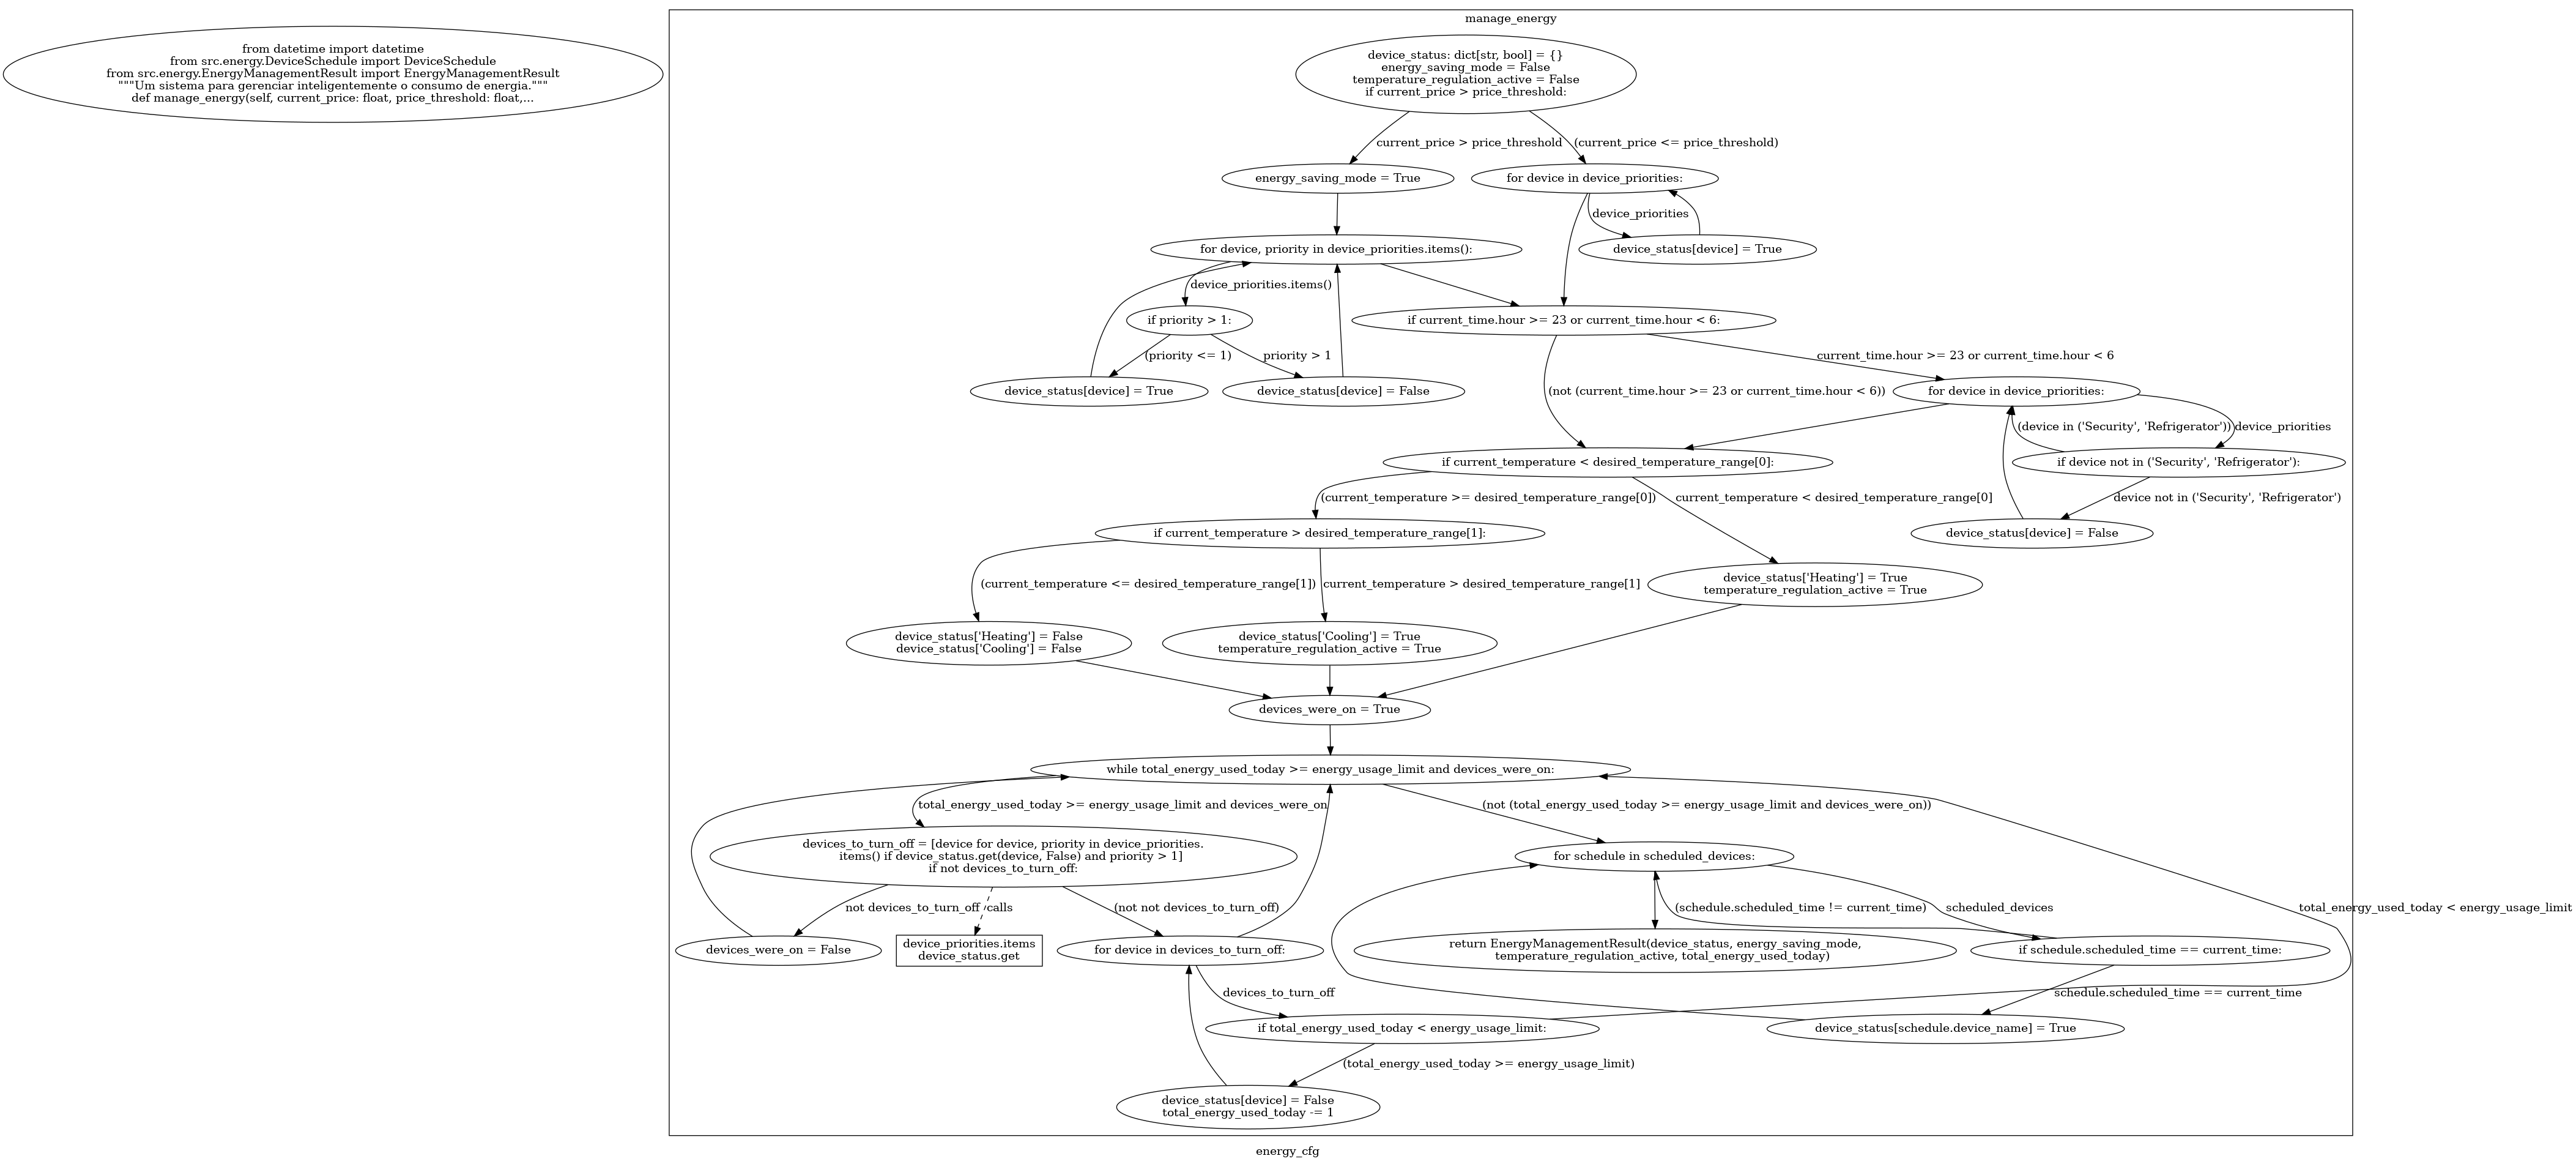 manage_energy
from datetime import datetime
from src.energy.DeviceSchedule import DeviceSchedule
from src.energy.EnergyManagementResult import EnergyManagementResult
"""Um sistema para gerenciar inteligentemente o consumo de energia."""
def manage_energy(self, current_price: float, price_threshold: float,...
device_status: dict[str, bool] = {}
energy_saving_mode = False
temperature_regulation_active = False
if current_price > price_threshold:
current_price > price_threshold
(current_price <= price_threshold)
energy_saving_mode = True
for device in device_priorities:
device_priorities
for device, priority in device_priorities.items():
device_status[device] = True
device_priorities.items()
if priority > 1:
if current_time.hour >= 23 or current_time.hour < 6:
(priority <= 1)
priority > 1
current_time.hour >= 23 or current_time.hour < 6
device_status[device] = True
device_status[device] = False
(not (current_time.hour >= 23 or current_time.hour < 6))
for device in device_priorities:
(device in ('Security', 'Refrigerator'))
device_priorities
if current_temperature < desired_temperature_range[0]:
if device not in ('Security', 'Refrigerator'):
(current_temperature >= desired_temperature_range[0])
current_temperature < desired_temperature_range[0]
device not in ('Security', 'Refrigerator')
if current_temperature > desired_temperature_range[1]:
device_status[device] = False
(current_temperature <= desired_temperature_range[1])
current_temperature > desired_temperature_range[1]
device_status['Heating'] = True
temperature_regulation_active = True
device_status['Heating'] = False
device_status['Cooling'] = False
device_status['Cooling'] = True
temperature_regulation_active = True
devices_were_on = True
while total_energy_used_today >= energy_usage_limit and devices_were_on:
total_energy_used_today >= energy_usage_limit and devices_were_on
(not (total_energy_used_today >= energy_usage_limit and devices_were_on))
devices_to_turn_off = [device for device, priority in device_priorities.
items() if device_status.get(device, False) and priority > 1]
if not devices_to_turn_off:
for schedule in scheduled_devices:
not devices_to_turn_off
calls
(not not devices_to_turn_off)
(schedule.scheduled_time != current_time)
scheduled_devices
total_energy_used_today < energy_usage_limit
devices_were_on = False
device_priorities.items
device_status.get
for device in devices_to_turn_off:
return EnergyManagementResult(device_status, energy_saving_mode,
temperature_regulation_active, total_energy_used_today)
if schedule.scheduled_time == current_time:
devices_to_turn_off
schedule.scheduled_time == current_time
if total_energy_used_today < energy_usage_limit:
device_status[schedule.device_name] = True
(total_energy_used_today >= energy_usage_limit)
device_status[device] = False
total_energy_used_today -= 1
energy_cfg